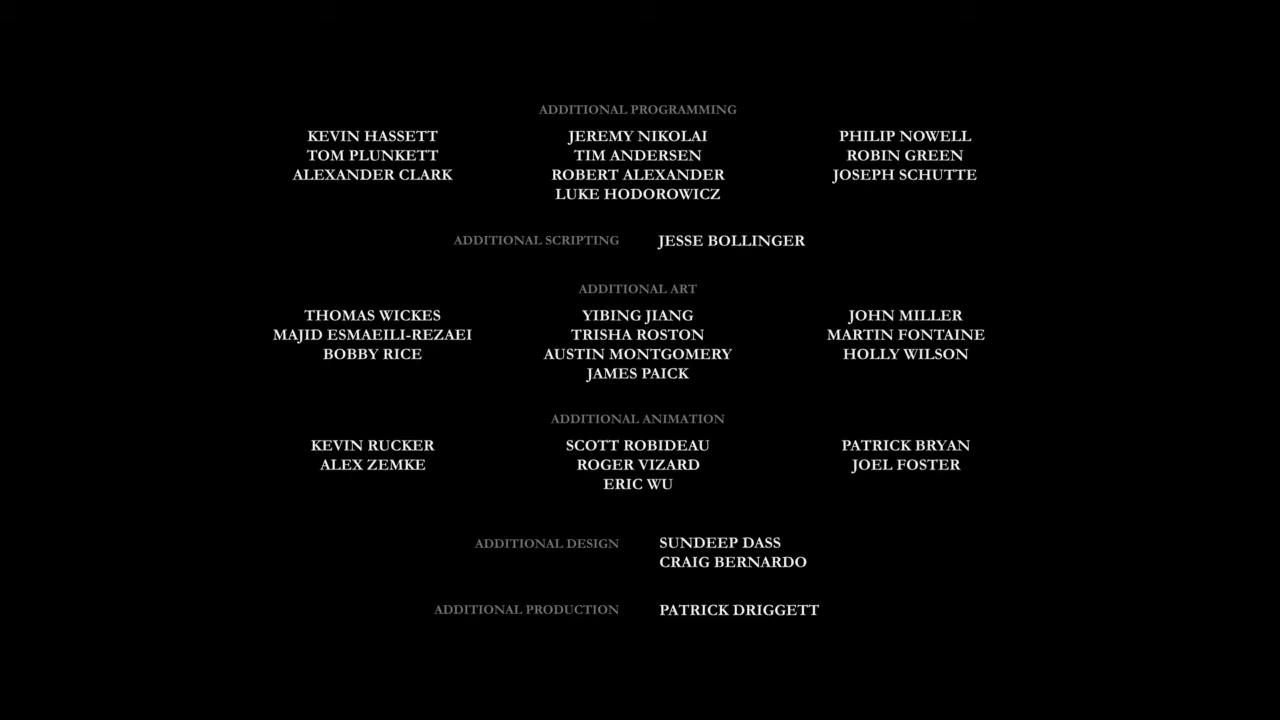 ADDITIONAL PROGRAMMING
KEVIN HASSETT JEREMY NIKOLAI PHILIP NOWELL
TOM PLUNKETT TIM ANDERSEN ROBIN GREEN
ALEXANDER CLARK ROBERT ALEXANDER JOSEPH SCHUTTE
LUKE HODOROWICZ
ADDITIONAL SCRIPTING JESSE BOLLINGER
ADDITIONAL ART
THOMAS WICKES YIBING JIANG JOHN MILLER
MAJID ESMAEILI-REZAEI TRISHA ROSTON MARTIN FONTAINE
BOBBY RICE AUSTIN MONTGOMERY HOLLY WILSON
JAMES PAICK
ADDITIONAL ANIMATION
KEVIN RUCKER SCOTT ROBIDEAU PATRICK BRYAN
ALEX ZEMKE ROGER VIZARD JOEL FOSTER
ERIC WU
ADDITIONAL DESIGN SUNDEEP DASS
CRAIG BERNARDO
ADDITIONAL PRODUCTION PATRICK DRIGGETT